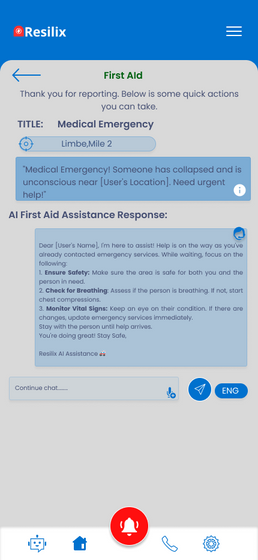 Resilix
First AId
Thank you for reporting. Below is some quick actions
you can take.
TITLE: Medical Emergency
Limbe,Mile 2
"Medical Emergency! Someone has collapsed and is
unconscious near [User's Location]. Need urgent
help!"
AI First Aid Assistance Response:
Dear [User's Name], I'm here to assist! Help is on the way as you've
already contacted emergency services. While waiting, focus on the
following:
1. Ensure Safety: Make sure the area is safe for both you and the
person in need.
2. Check for Breathing: Assess if the person is breathing. If not, start
chest compressions.
3. Monitor Vital Signs: Keep an eye on their condition. If there are
changes, update emergency services immediately.
Stay with the person until help arrives.
You're doing great! Stay Safe,
Resilix AI Assistance
Continue chat.......
ENG